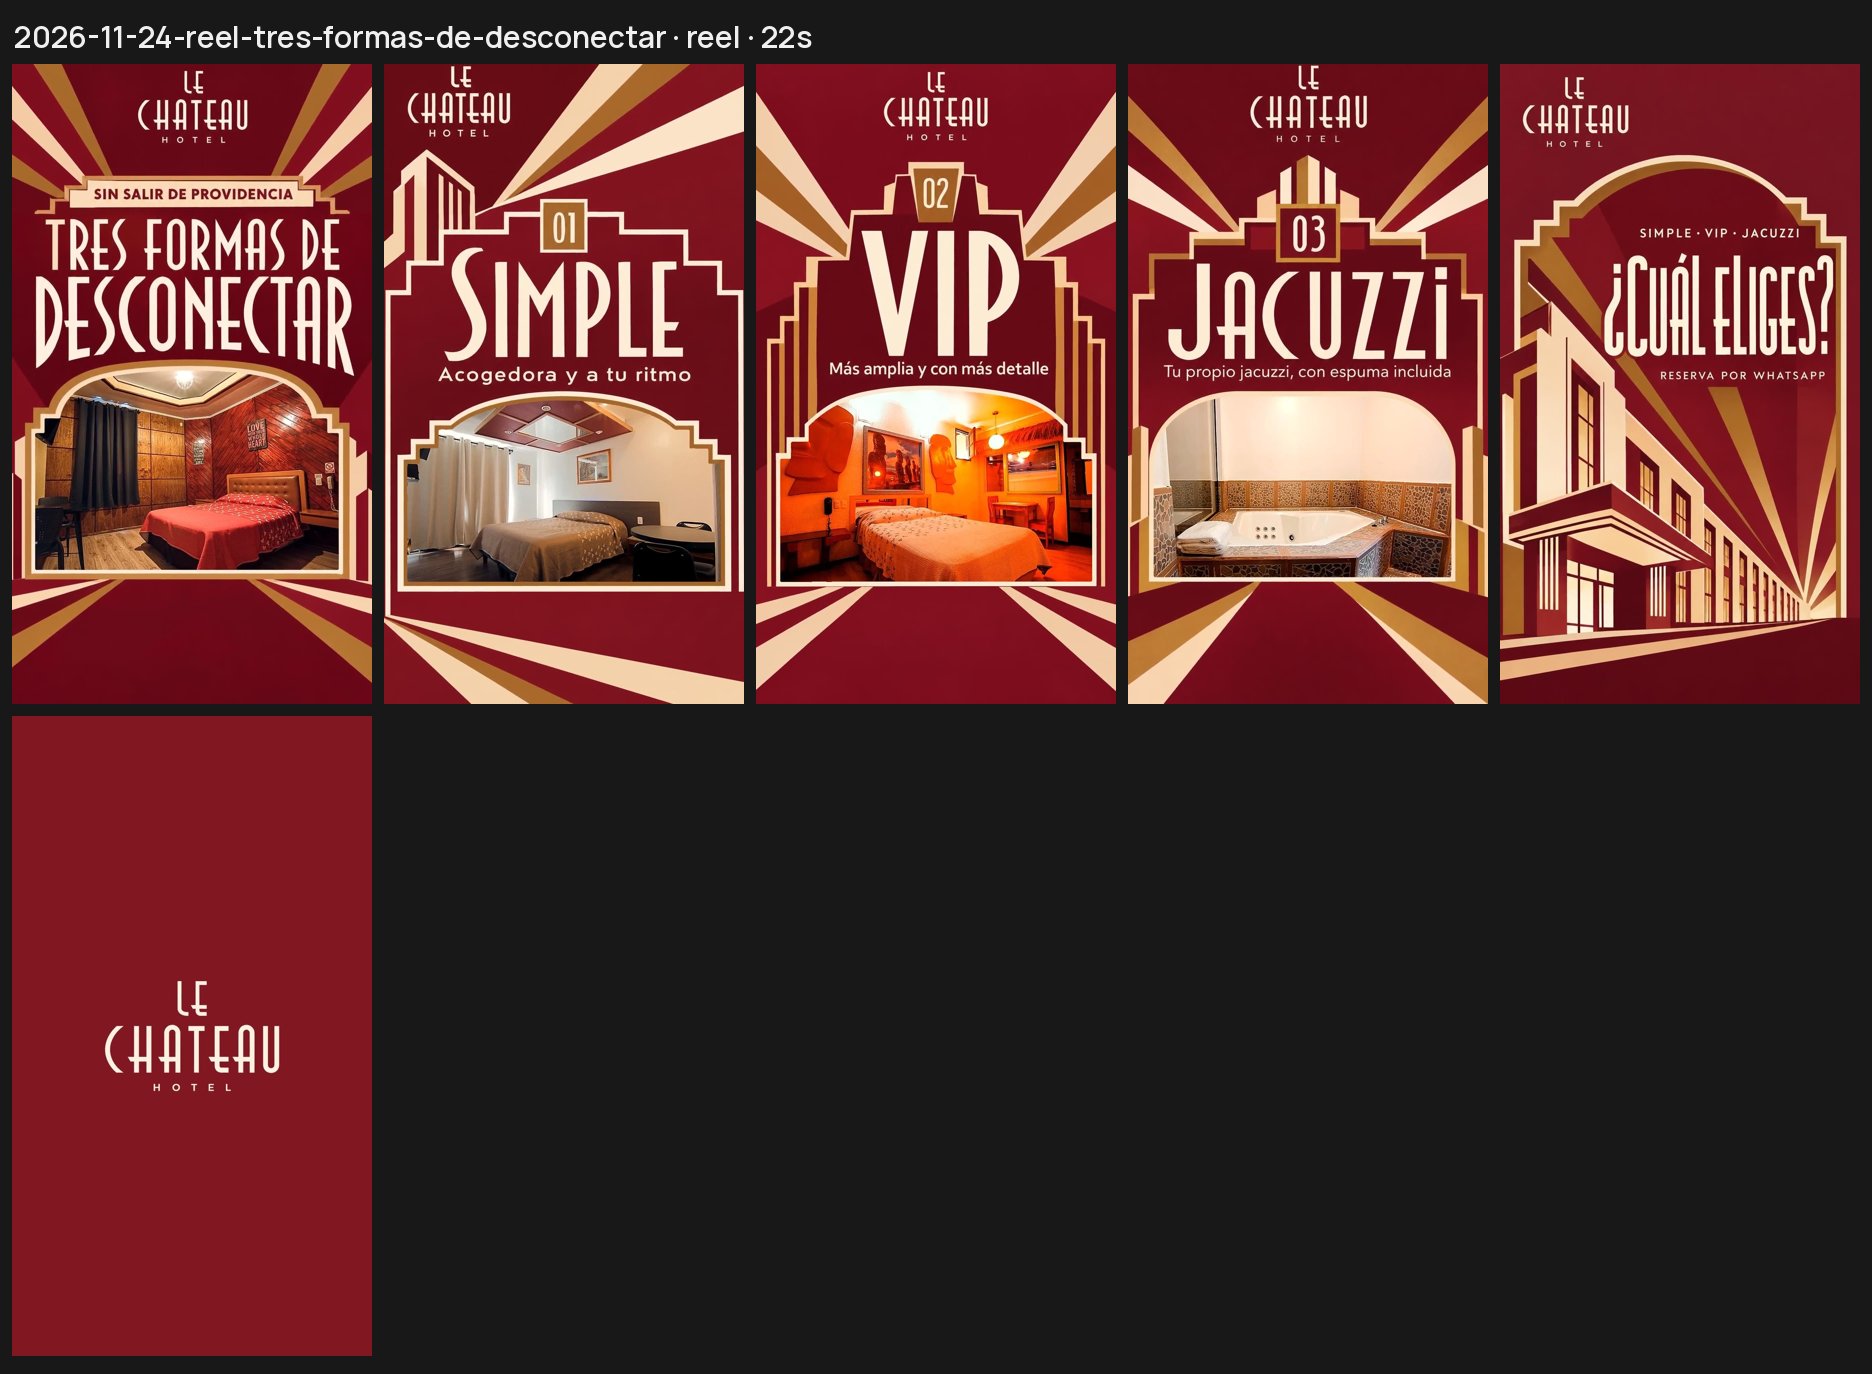 2026-11-24-reel-tres-formas-de-desconectar · reel · 22s
LE
CHATEAU
HOTEL
SIN SALIR DE PROVIDENCIA
TRES FORMAS DE
DESCONECTAR
LE
CHATEAU
HOTEL
01
SIMPLE
Acogedora y a tu ritmo
LE
CHATEAU
HOTEL
02
VIP
Más amplia y con más detalle
LE
CHATEAU
HOTEL
03
JACUZZi
Tu propio jacuzzi, con espuma incluida
LE
CHATEAU
HOTEL
SIMPLE · VIP · JACUZZI
¿CUÁL ELIGES?
RESERVA POR WHATSAPP
LE
CHATEAU
HOTEL